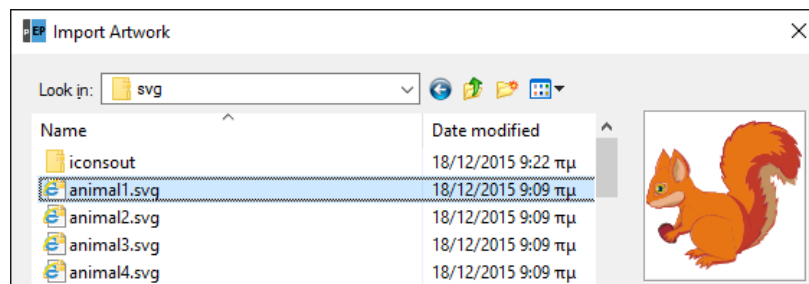 pEP Import Artwork
Look in: svg
Name Date modified
iconsout 18/12/2015 9:22 πμ
animal1.svg 18/12/2015 9:09 πμ
animal2.svg 18/12/2015 9:09 πμ
animal3.svg 18/12/2015 9:09 πμ
animal4.svg 18/12/2015 9:09 πμ